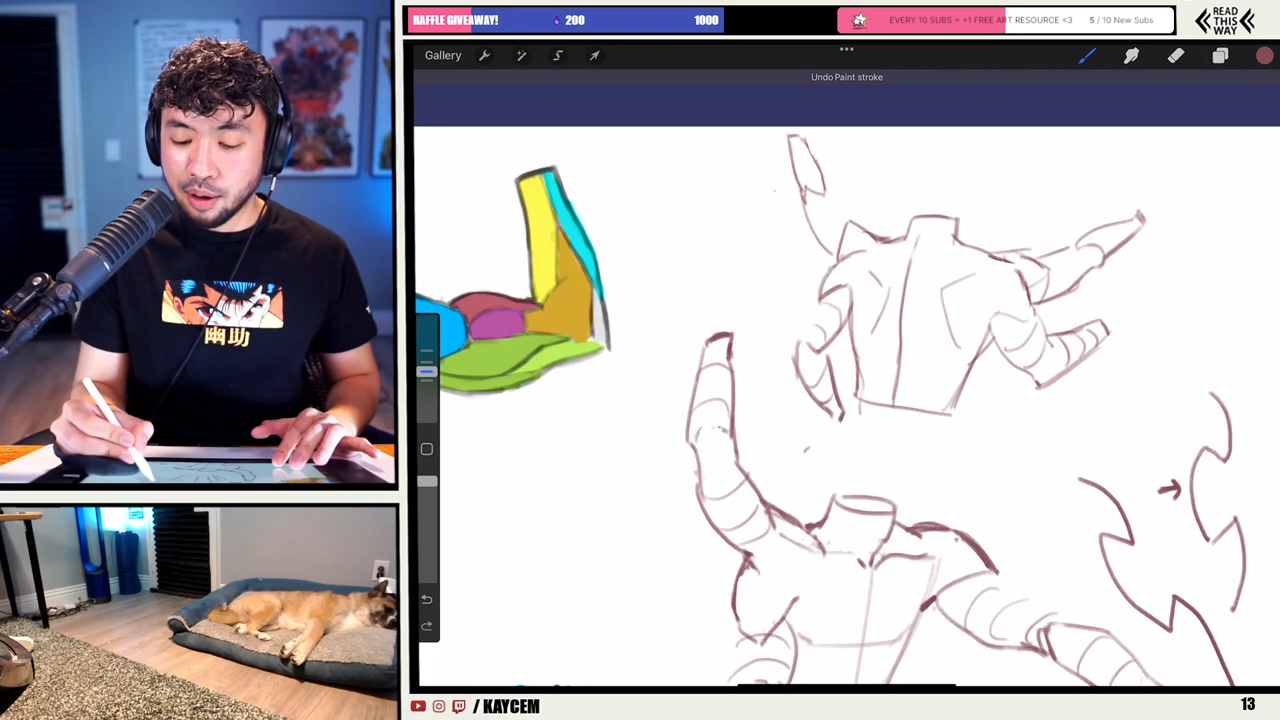 RAFFLE GIVEAWAY! 200 1000
EVERY 10 SUBS = +1 FREE ART RESOURCE <3 5 / 10 New Subs
READ
THIS
WAY
Gallery
Undo Paint stroke
幽助
/ KAYCEM
13